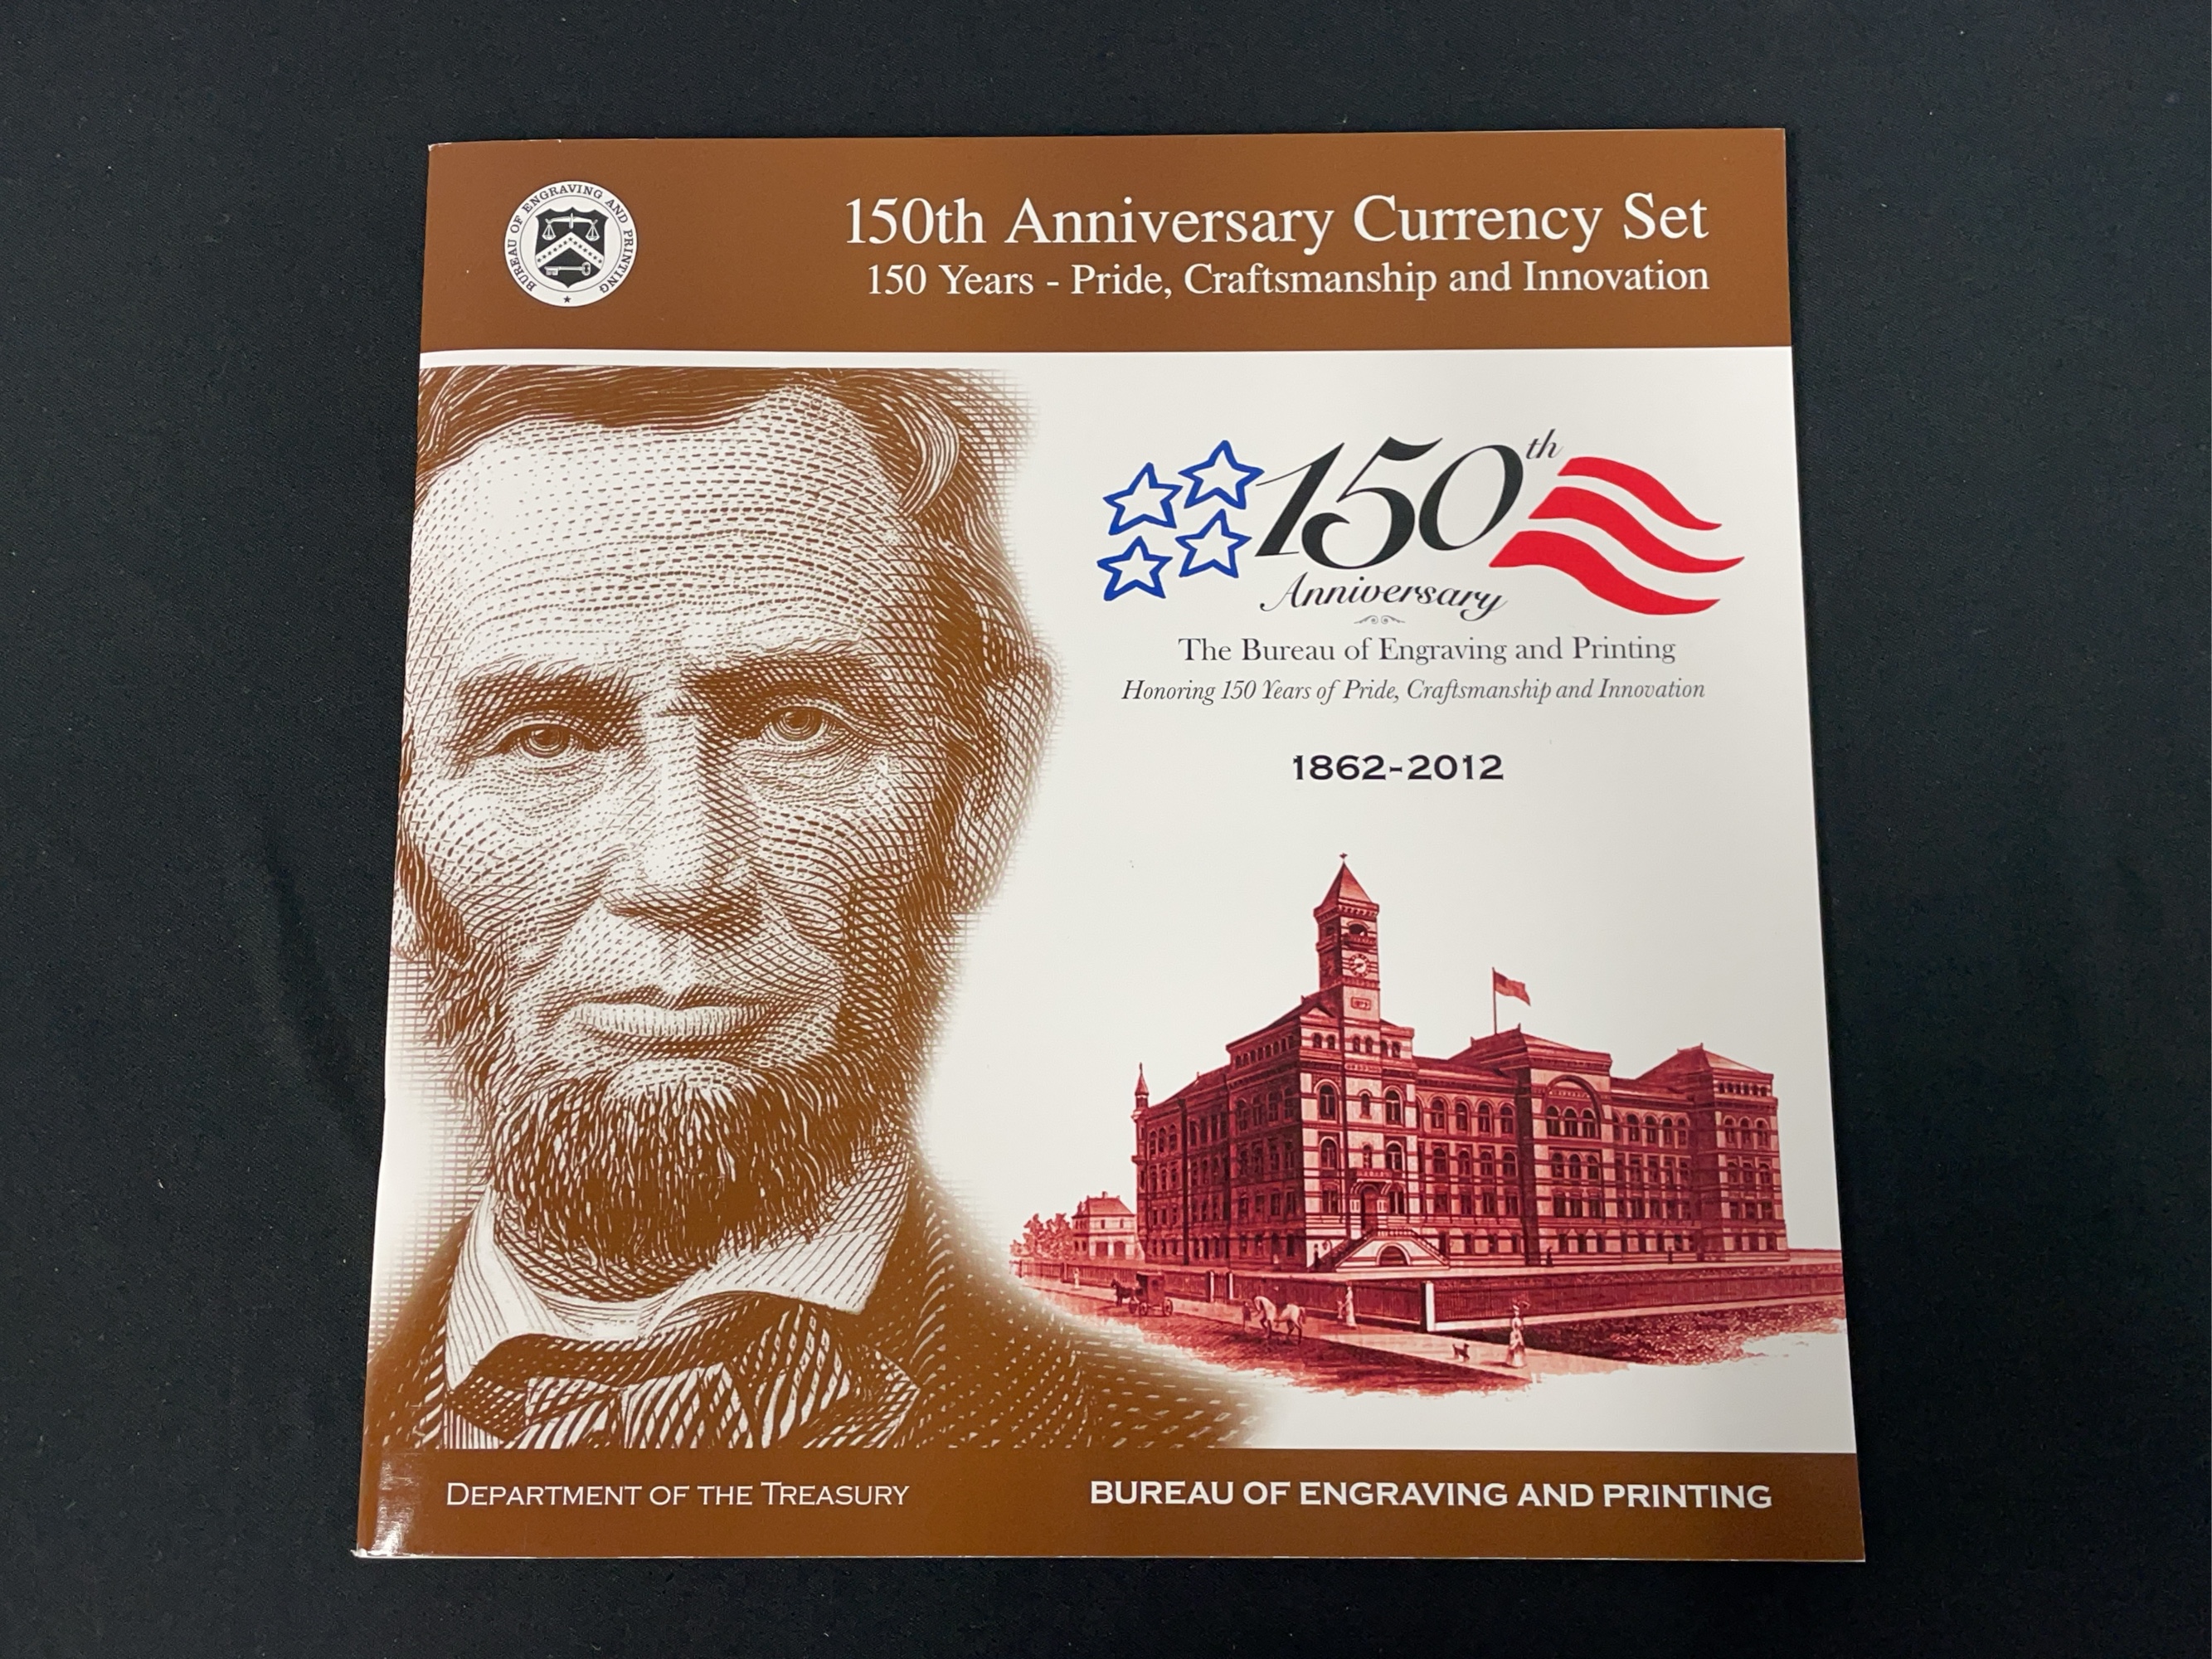 BUREAU OF ENGRAVING AND PRINTING
150th Anniversary Currency Set
150 Years - Pride, Craftsmanship and Innovation
150th
Anniversary
The Bureau of Engraving and Printing
Honoring 150 Years of Pride, Craftsmanship and Innovation
1862-2012
DEPARTMENT OF THE TREASURY
BUREAU OF ENGRAVING AND PRINTING